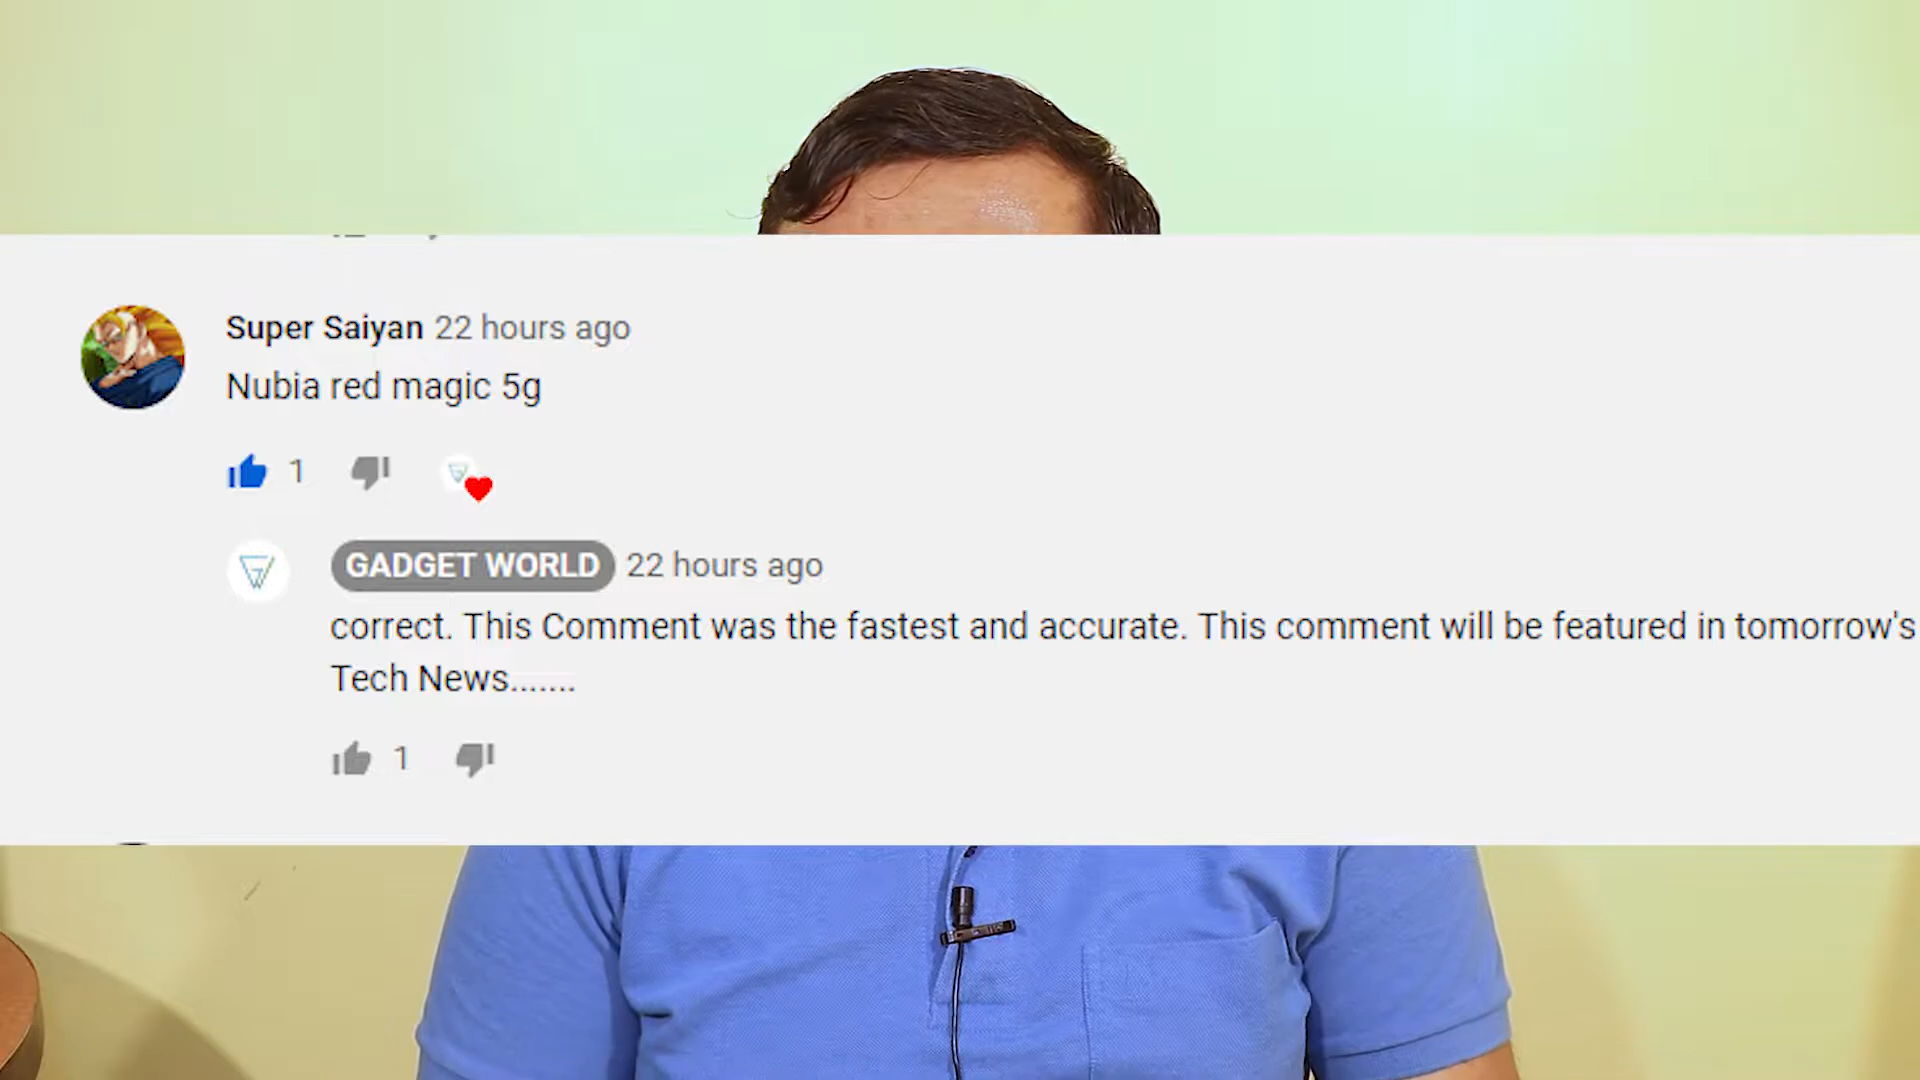 Super Saiyan 22 hours ago
Nubia red magic 5g
1
GADGET WORLD 22 hours ago
correct. This Comment was the fastest and accurate. This comment will be featured in tomorrow's
Tech News.......
1